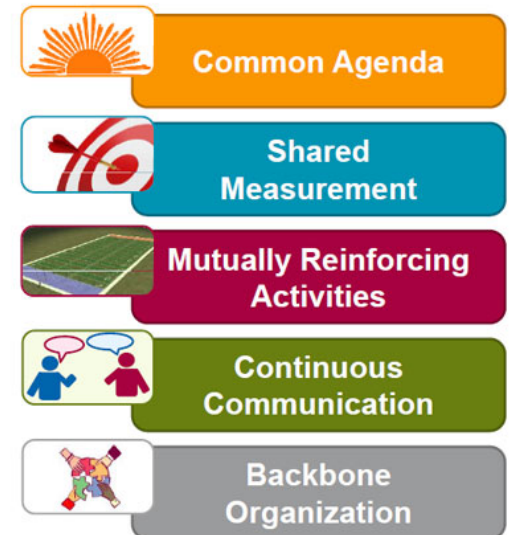 Common Agenda
Shared
Measurement
Mutually Reinforcing
Activities
Continuous
Communication
Backbone
Organization